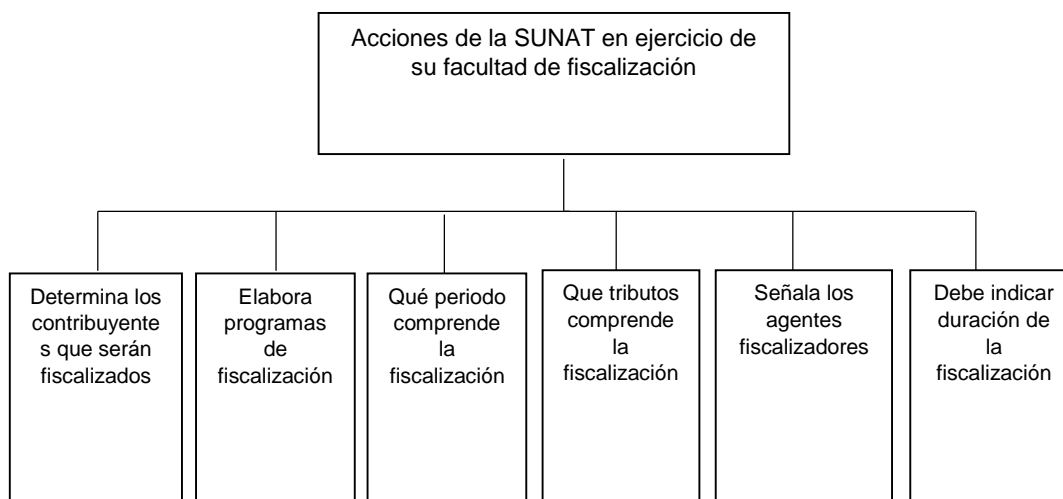 Acciones de la SUNAT en ejercicio de
su facultad de fiscalización
Determina los
contribuyente
s que serán
fiscalizados
Elabora
programas
de
fiscalización
Qué periodo
comprende
la
fiscalización
Que tributos
comprende
la
fiscalización
Señala los
agentes
fiscalizadores
Debe indicar
duración de
la
fiscalización